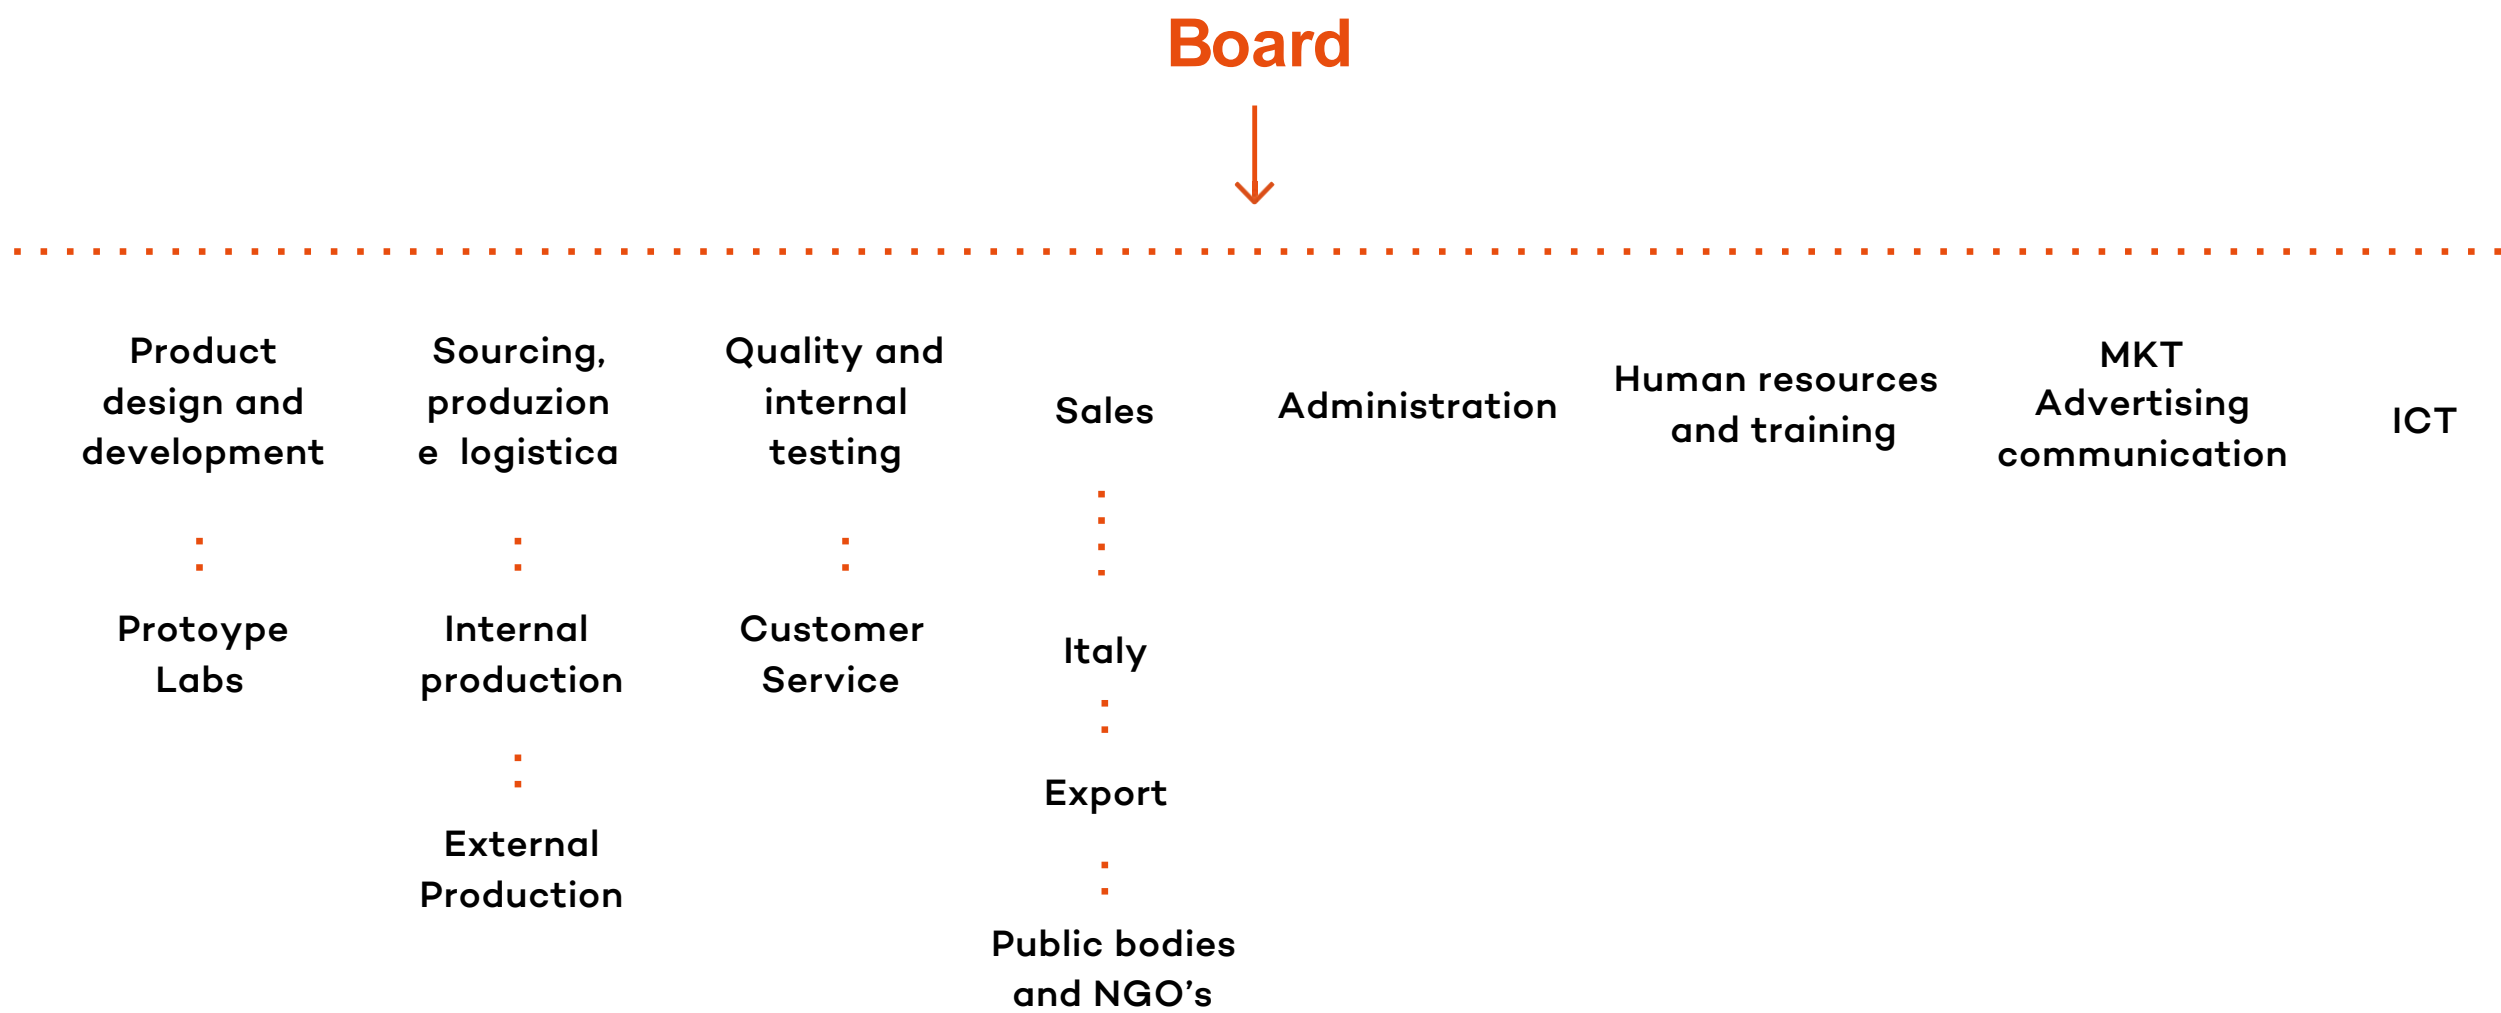 Board
Product
design and
development
Sourcing,
produzion
e  logistica
Quality and
internal
testing
Sales
Administration
Human resources
and training
MKT
Advertising
communication
ICT
Protoype
Labs
Internal
production
Customer
Service
Italy
Export
External
Production
Public bodies
and NGO’s